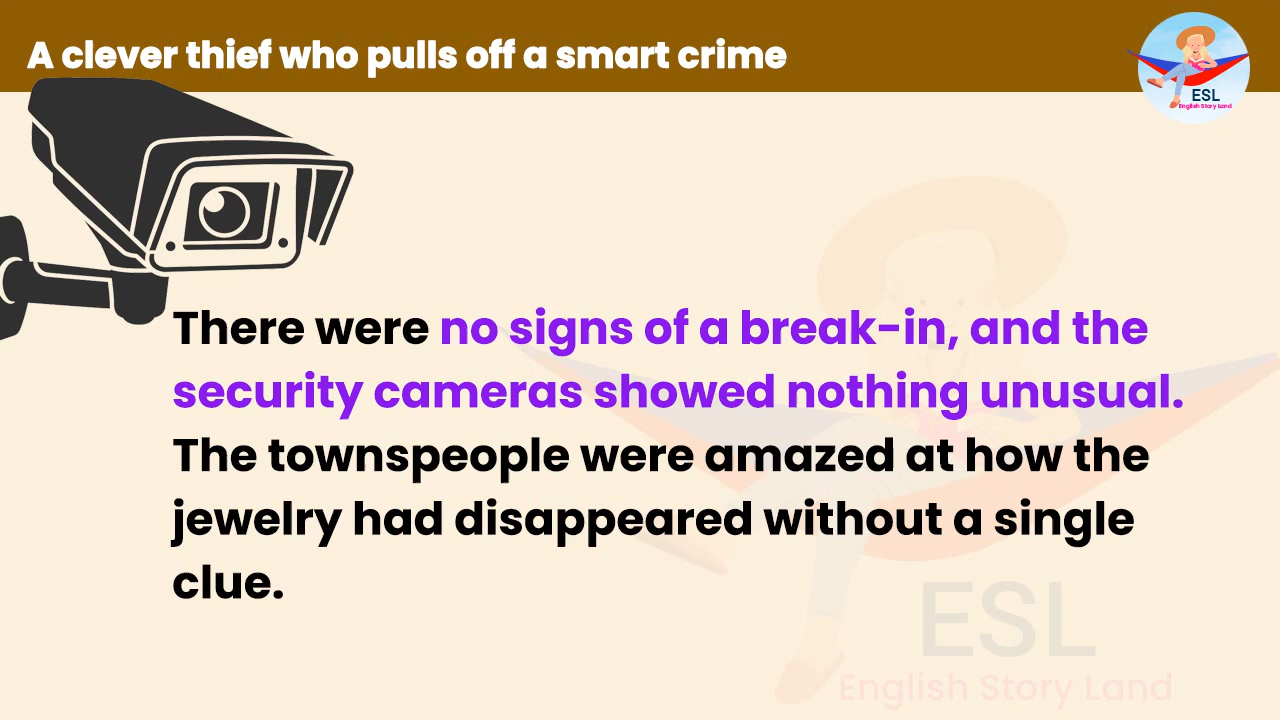 A clever thief who pulls off a smart crime
ESL
English Story Land
There were no signs of a break-in, and the
security cameras showed nothing unusual.
The townspeople were amazed at how the
jewelry had disappeared without a single
clue.
ESL
English Story Land